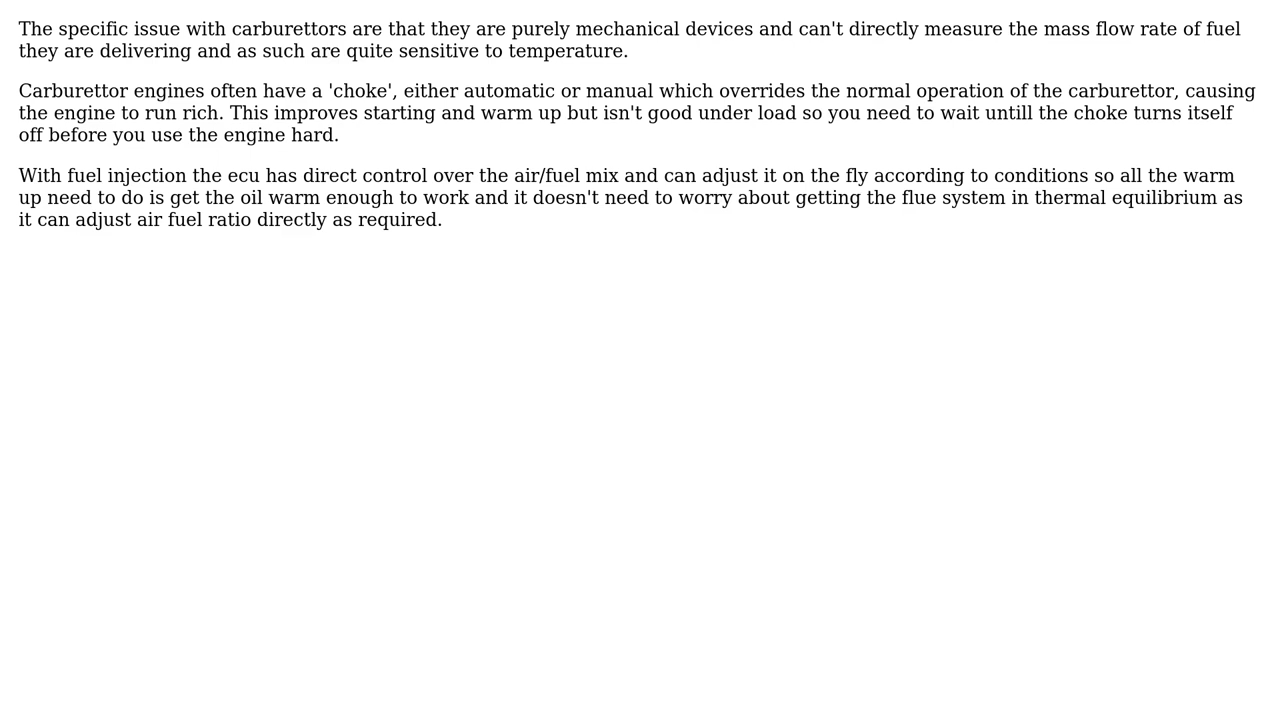 The specific issue with carburettors are that they are purely mechanical devices and can't directly measure the mass flow rate of fuel
they are delivering and as such are quite sensitive to temperature.
Carburettor engines often have a 'choke', either automatic or manual which overrides the normal operation of the carburettor, causing
the engine to run rich. This improves starting and warm up but isn't good under load so you need to wait untill the choke turns itself
off before you use the engine hard.
With fuel injection the ecu has direct control over the air/fuel mix and can adjust it on the fly according to conditions so all the warm
up need to do is get the oil warm enough to work and it doesn't need to worry about getting the flue system in thermal equilibrium as
it can adjust air fuel ratio directly as required.